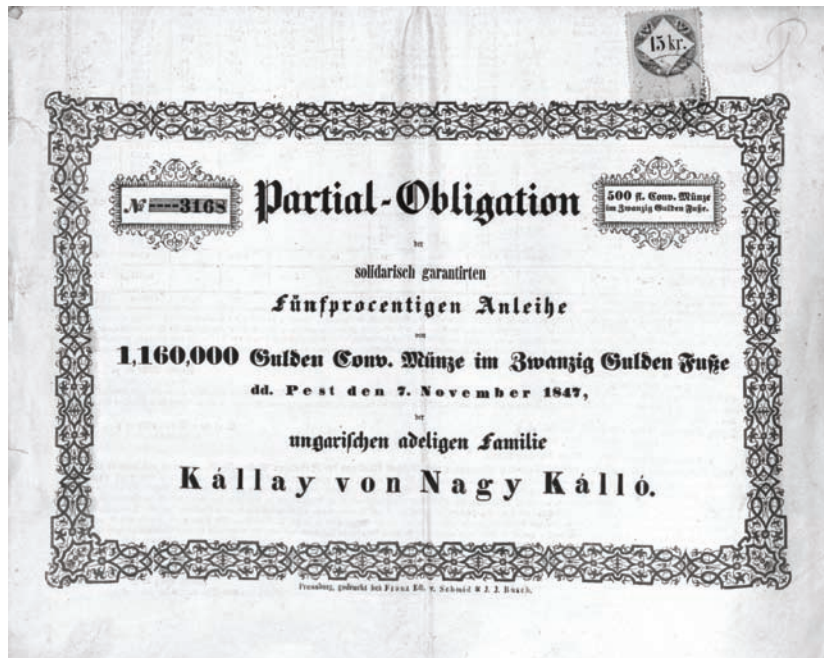 15 kr.
№ ----3168
Partial-Obligation
500 fl. Conv. Münze
im Zwanzig Gulden Fuße.
der
solidarisch garantirten
Fünfprocentigen Anleihe
von
1,160,000 Gulden Conv. Münze im Zwanzig Gulden Fuße
dd. Pest den 7. November 1847,
der
ungarischen adeligen Familie
Kállay von Nagy Kálló.
Pressburg, gedruckt bei Franz Ed. v. Schmid & J. J. Busch.